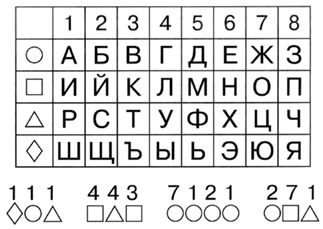 1 2 3 4 5 6 7 8
А Б В Г Д Е Ж З
И Й К Л М Н О П
Р С Т У Ф Х Ц Ч
Ш Щ Ъ Ы Ь Э Ю Я
1 1 1 4 4 3 7 1 2 1 2 7 1